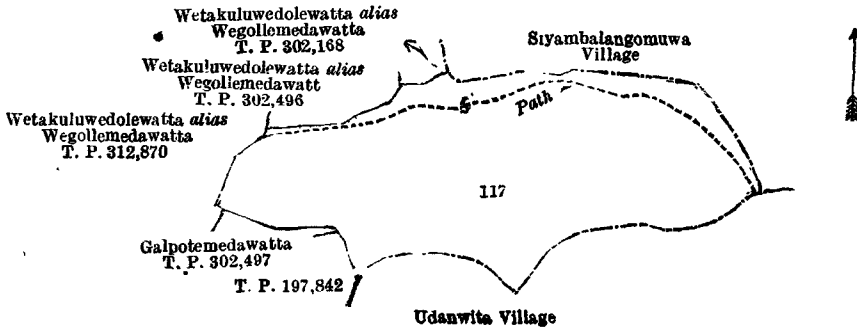 Wetakuluwedolewatta alias
Wegollemedawatta
T. P. 302,168
Siyambalangomuwa
Village
Wetakuluwedolewatta alias
Wegollemedawatt
T. P. 302,496
Path
Wetakuluwedolewatta alias
Wegollemedawatta
T. P. 312,870
117
Galpotemedawatta
T. P. 302,497
T. P. 197,842
Udanwita Village